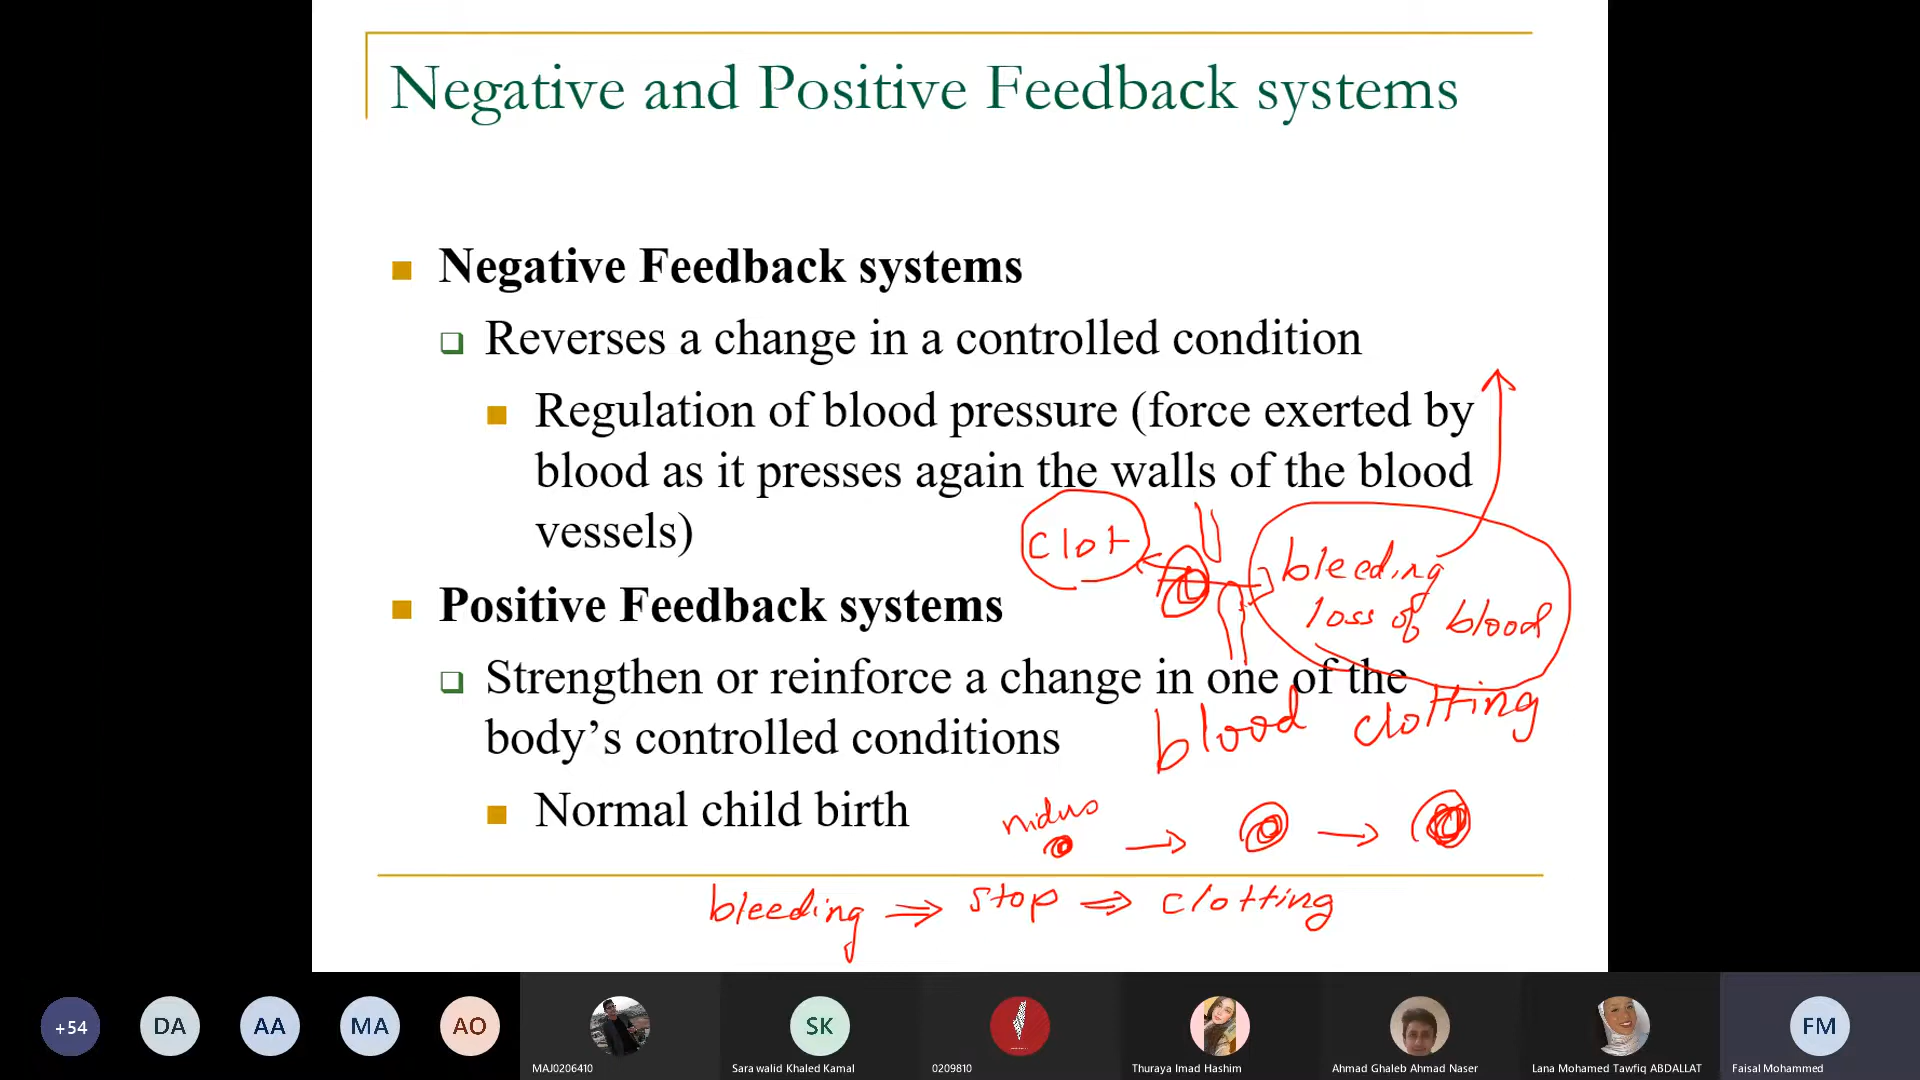 Negative and Positive Feedback systems
Negative Feedback systems
Reverses a change in a controlled condition
Regulation of blood pressure (force exerted by
blood as it presses again the walls of the blood
vessels)
clot
bleeding
loss of blood
Positive Feedback systems
Strengthen or reinforce a change in one of the
body’s controlled conditions
blood clotting
Normal child birth
nidus
bleeding ⇒ stop ⇒ clotting
+54 DA AA MA AO SK FM
MAJ0206410 Sara walid Khaled Kamal 0209810 Thuraya Imad Hashim Ahmad Ghaleb Ahmad Naser Lana Mohamed Tawfiq ABDALLAT Faisal Mohammed